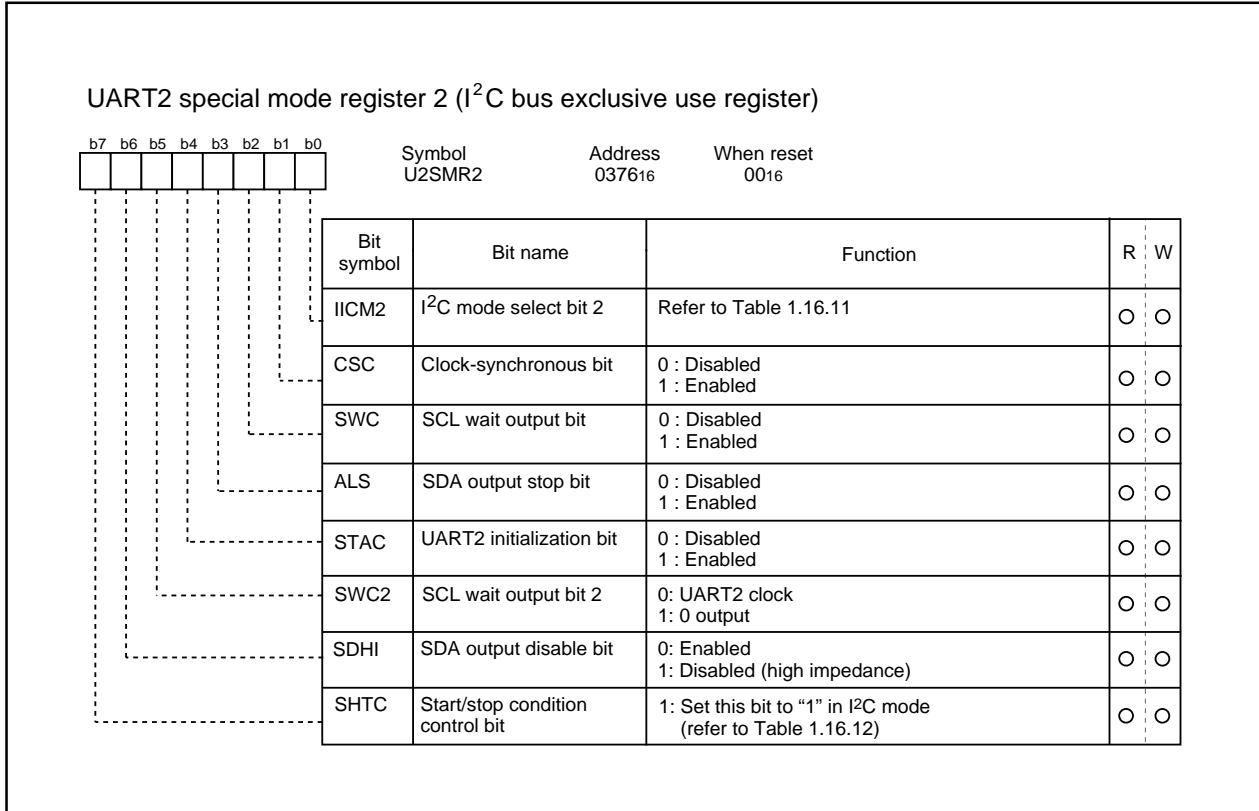 UART2 special mode register 2 (I2C bus exclusive use register)
b7 b6 b5 b4 b3 b2 b1 b0
Symbol Address When reset
U2SMR2 037616 0016
Bit symbol Bit name Function R W
IICM2 I2C mode select bit 2 Refer to Table 1.16.11 O O
CSC Clock-synchronous bit 0 : Disabled
1 : Enabled O O
SWC SCL wait output bit 0 : Disabled
1 : Enabled O O
ALS SDA output stop bit 0 : Disabled
1 : Enabled O O
STAC UART2 initialization bit 0 : Disabled
1 : Enabled O O
SWC2 SCL wait output bit 2 0: UART2 clock
1: 0 output O O
SDHI SDA output disable bit 0: Enabled
1: Disabled (high impedance) O O
SHTC Start/stop condition control bit 1: Set this bit to “1” in I2C mode
(refer to Table 1.16.12) O O